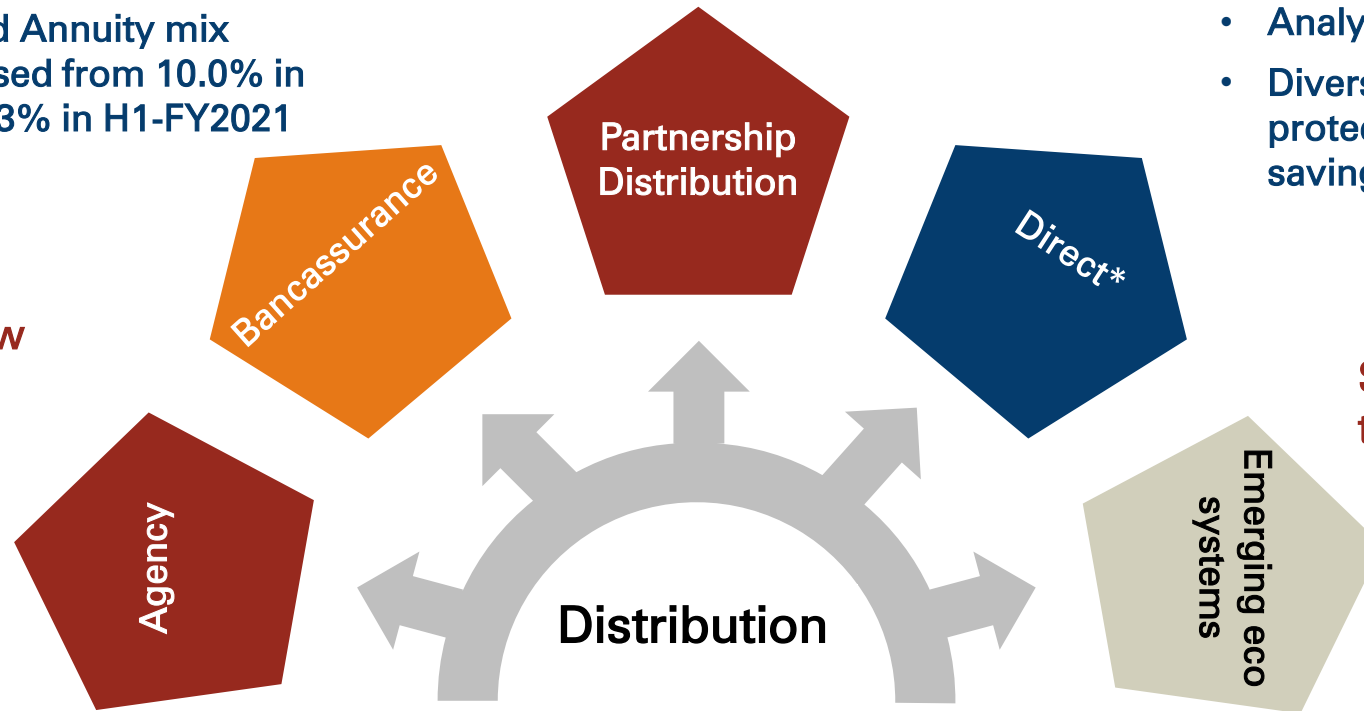 d Annuity mix
sed from 10.0% in
3% in H1-FY2021
• Analy
• Divers
protec
saving
Partnership
Distribution
Bancassurance
Direct*
w
S
t
Agency
Emerging eco
systems
Distribution